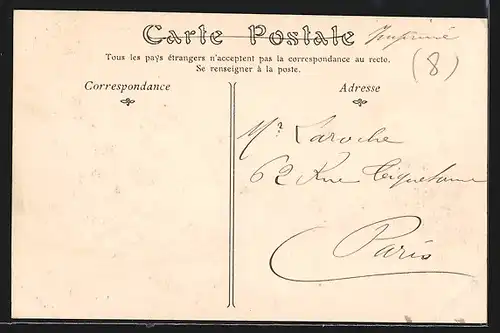 Carte Postale Imprimé
(8)
Tous les pays étrangers n'acceptent pas la correspondance au recto.
Se renseigner à la poste.
Correspondance
Adresse
Mr Laroche
62 Rue Tiquetonne
Paris